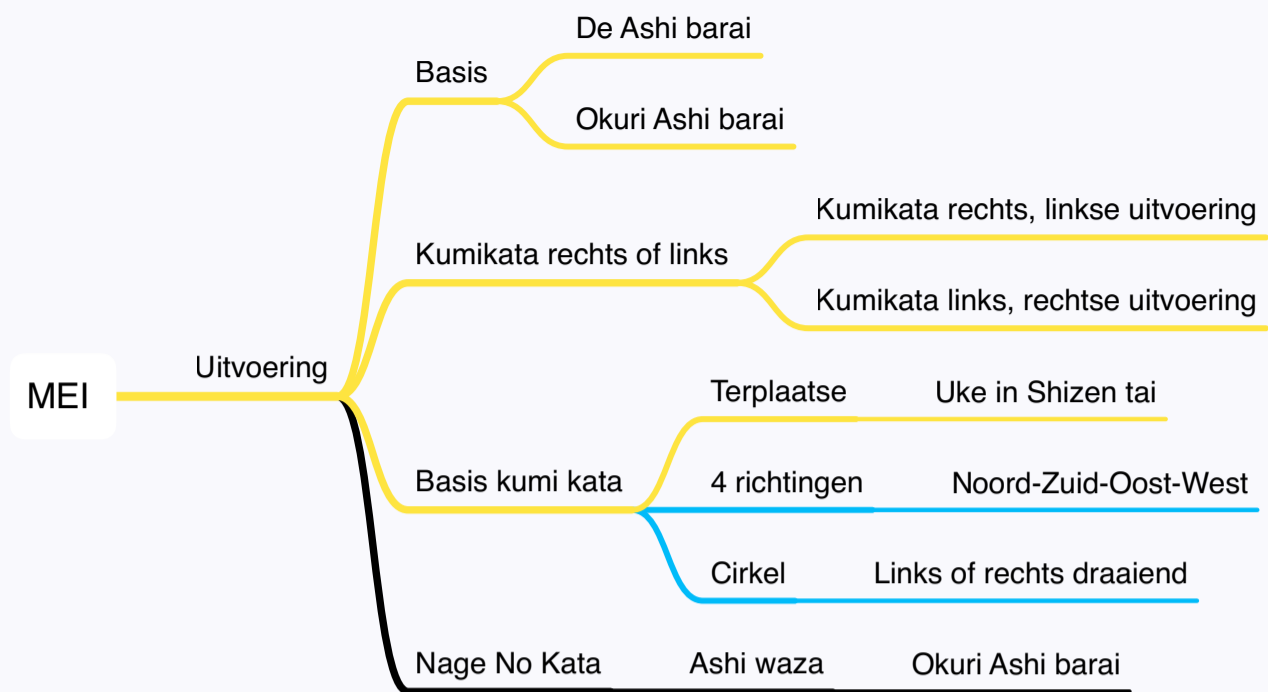 De Ashi barai
Basis
Okuri Ashi barai
Kumikata rechts, linkse uitvoering
Kumikata rechts of links
Kumikata links, rechtse uitvoering
Uitvoering
MEI
Terplaatse
Uke in Shizen tai
Basis kumi kata
4 richtingen
Noord-Zuid-Oost-West
Cirkel
Links of rechts draaiend
Nage No Kata
Ashi waza
Okuri Ashi barai